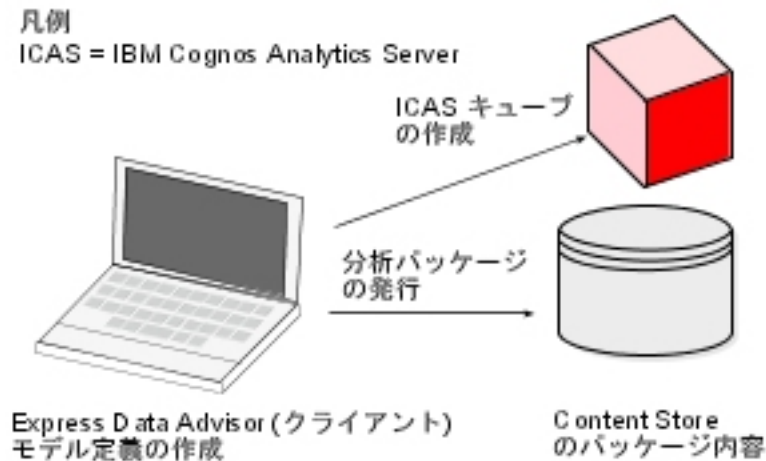 凡例
ICAS = IBM Cognos Analytics Server
ICAS キューブ
の作成
分析パッケージ
の発行
Express Data Advisor (クライアント)
モデル定義の作成
Content Store
のパッケージ内容